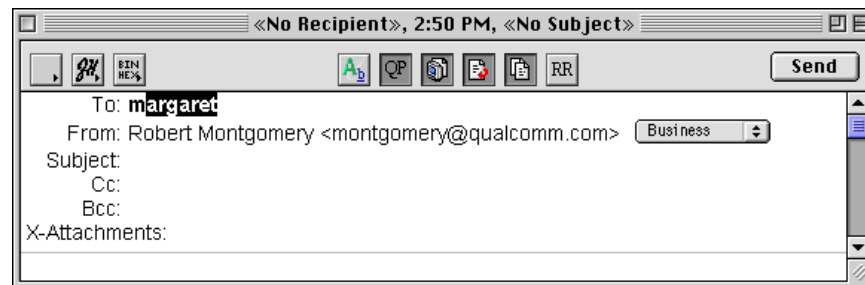 «No Recipient», 2:50 PM, «No Subject»
BIN HEX A b QP RR Send
To: margaret
From: Robert Montgomery <montgomery@qualcomm.com> Business
Subject:
Cc:
Bcc:
X-Attachments: